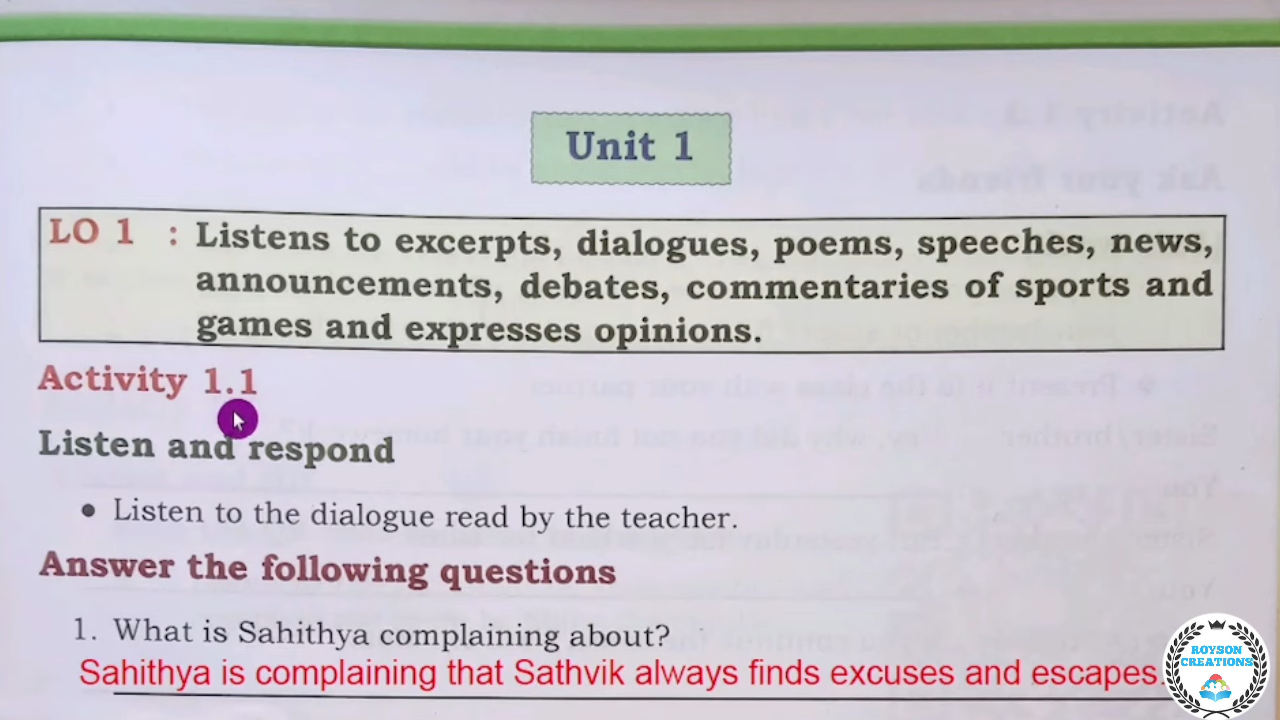 Unit 1
LO 1 : Listens to excerpts, dialogues, poems, speeches, news,
announcements, debates, commentaries of sports and
games and expresses opinions.
Activity 1.1
Listen and respond
• Listen to the dialogue read by the teacher.
Answer the following questions
1. What is Sahithya complaining about?
Sahithya is complaining that Sathvik always finds excuses and escapes.
ROYSON
CREATIONS